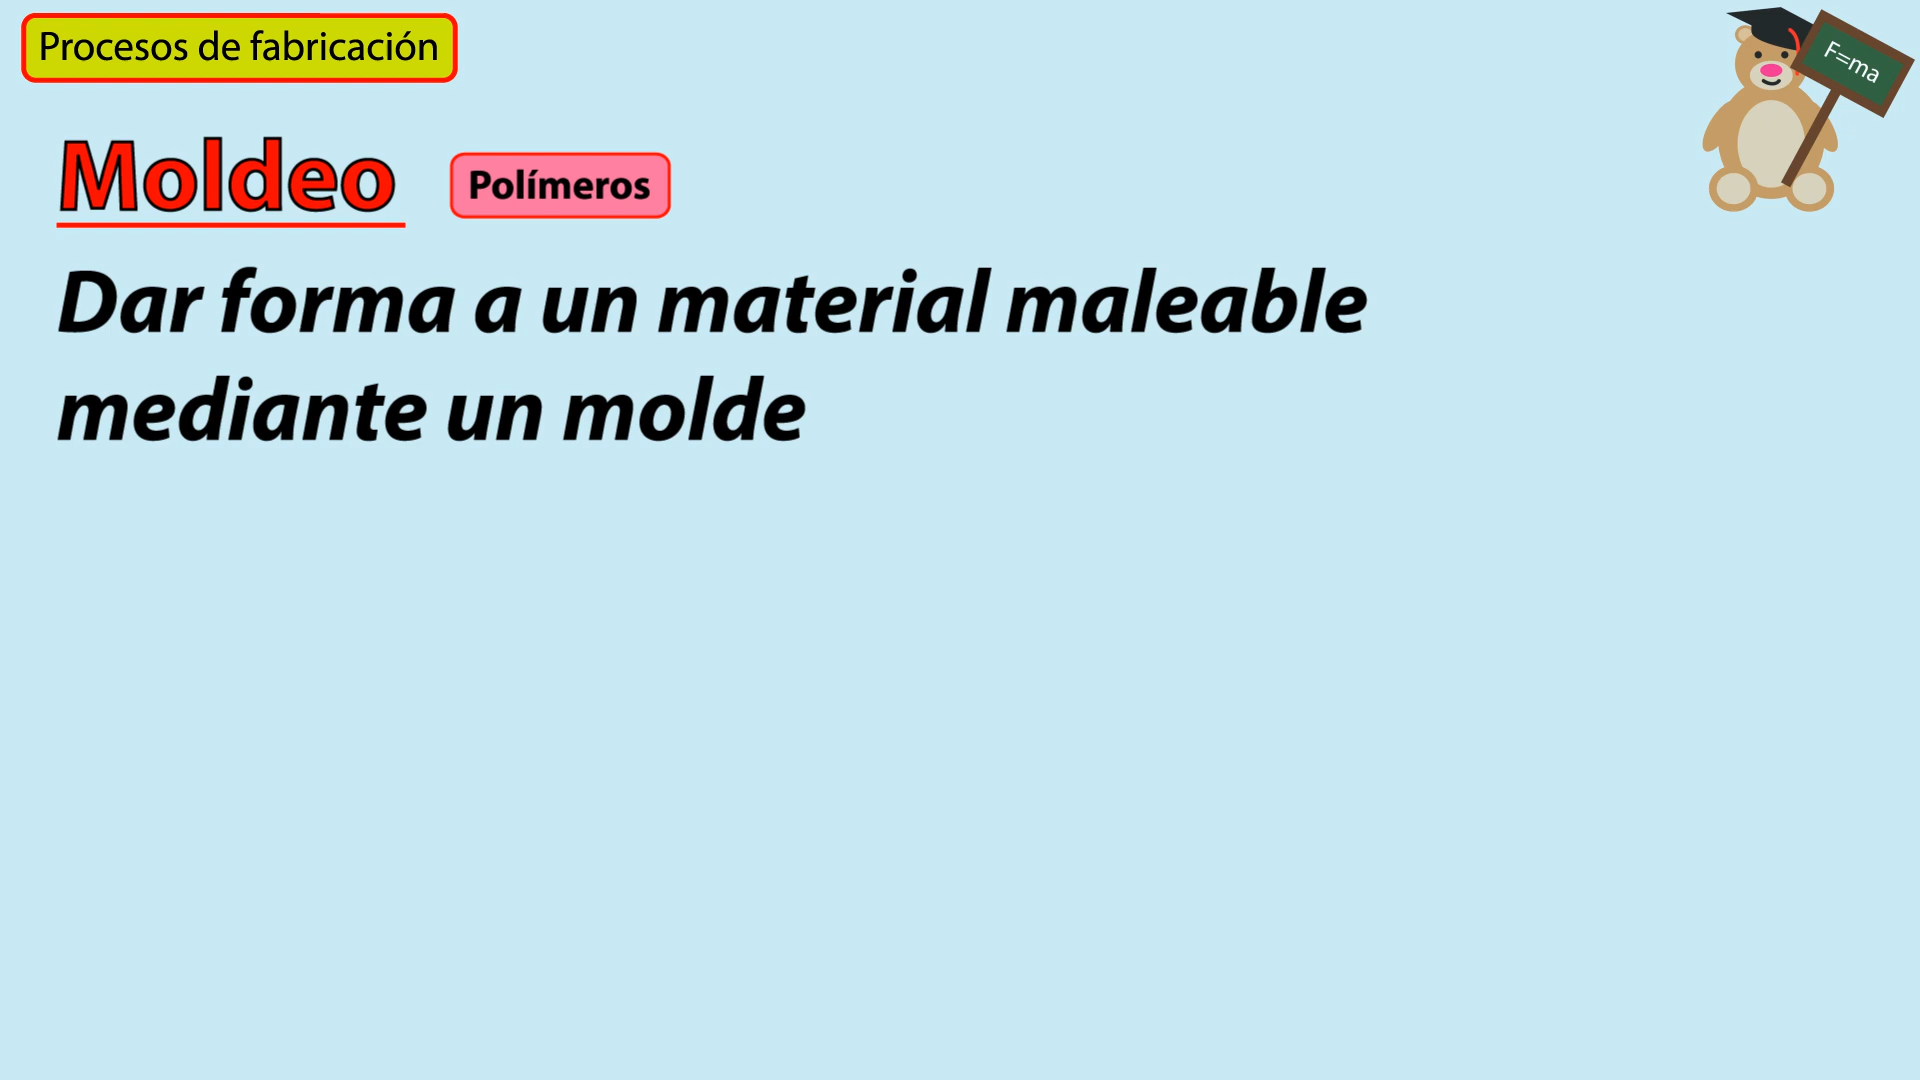 Procesos de fabricación
F=ma
Moldeo
Polímeros
Dar forma a un material maleable
mediante un molde